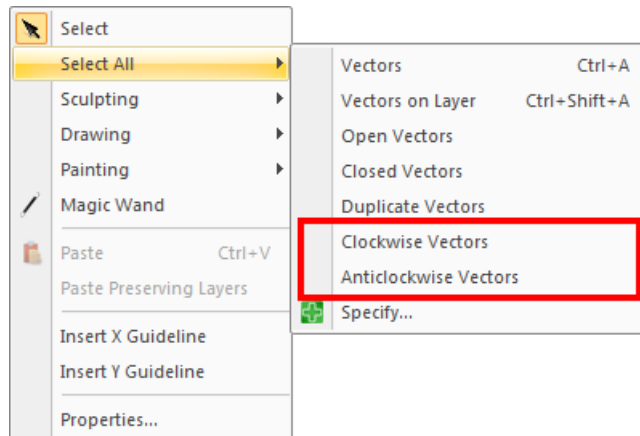 Select
Select All
Sculpting
Drawing
Painting
Magic Wand
Paste Ctrl+V
Paste Preserving Layers
Insert X Guideline
Insert Y Guideline
Properties...
Vectors Ctrl+A
Vectors on Layer Ctrl+Shift+A
Open Vectors
Closed Vectors
Duplicate Vectors
Clockwise Vectors
Anticlockwise Vectors
Specify...